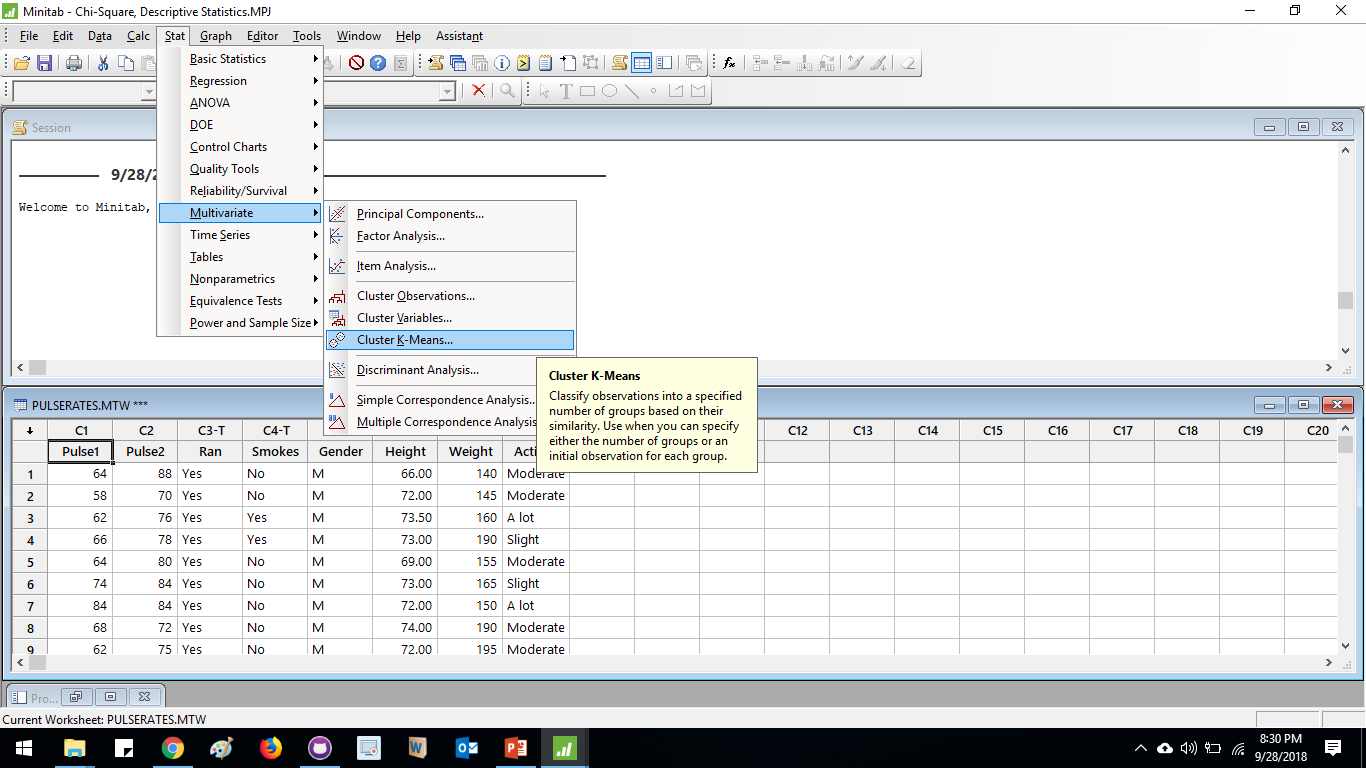 Minitab - Chi-Square, Descriptive Statistics.MPJ
File Edit Data Calc Stat Graph Editor Tools Window Help Assistant
Basic Statistics
Regression
ANOVA
DOE
Control Charts
Quality Tools
Reliability/Survival
Multivariate
Time Series
Tables
Nonparametrics
Equivalence Tests
Power and Sample Size
Session
9/28/2
Welcome to Minitab,
Principal Components...
Factor Analysis...
Item Analysis...
Cluster Observations...
Cluster Variables...
Cluster K-Means...
Discriminant Analysis...
Simple Correspondence Analysis...
Multiple Correspondence Analysis
Cluster K-Means
Classify observations into a specified
number of groups based on their
similarity. Use when you can specify
either the number of groups or an
initial observation for each group.
PULSERATES.MTW ***
C1 C2 C3-T C4-T C12 C13 C14 C15 C16 C17 C18 C19 C20
Pulse1 Pulse2 Ran Smokes Gender Height Weight Acti
1 64 88 Yes No M 66.00 140 Moderate
2 58 70 Yes No M 72.00 145 Moderate
3 62 76 Yes Yes M 73.50 160 A lot
4 66 78 Yes Yes M 73.00 190 Slight
5 64 80 Yes No M 69.00 155 Moderate
6 74 84 Yes No M 73.00 165 Slight
7 84 84 Yes No M 72.00 150 A lot
8 68 72 Yes No M 74.00 190 Moderate
9 62 75 Yes No M 72.00 195 Moderate
Pro...
Current Worksheet: PULSERATES.MTW
8:30 PM
9/28/2018